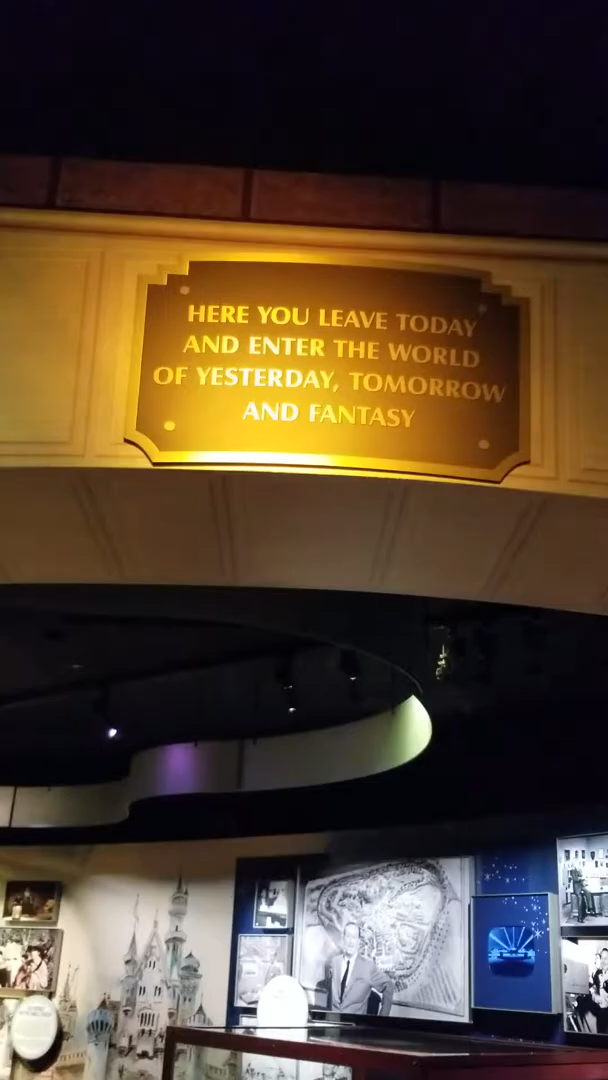 HERE YOU LEAVE TODAY
AND ENTER THE WORLD
OF YESTERDAY, TOMORROW
AND FANTASY